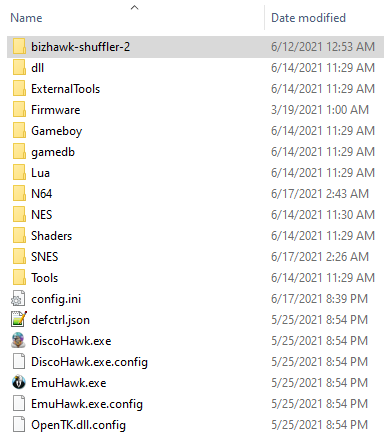 Name Date modified
bizhawk-shuffler-2 6/12/2021 12:53 AM
dll 6/14/2021 11:29 AM
ExternalTools 6/14/2021 11:29 AM
Firmware 3/19/2021 1:00 AM
Gameboy 6/14/2021 11:29 AM
gamedb 6/14/2021 11:29 AM
Lua 6/14/2021 11:29 AM
N64 6/17/2021 2:43 AM
NES 6/14/2021 11:30 AM
Shaders 6/14/2021 11:29 AM
SNES 6/17/2021 2:26 AM
Tools 6/14/2021 11:29 AM
config.ini 6/17/2021 8:39 PM
defctrl.json 5/25/2021 8:54 PM
DiscoHawk.exe 5/25/2021 8:54 PM
DiscoHawk.exe.config 5/25/2021 8:54 PM
EmuHawk.exe 5/25/2021 8:54 PM
EmuHawk.exe.config 5/25/2021 8:54 PM
OpenTK.dll.config 5/25/2021 8:54 PM